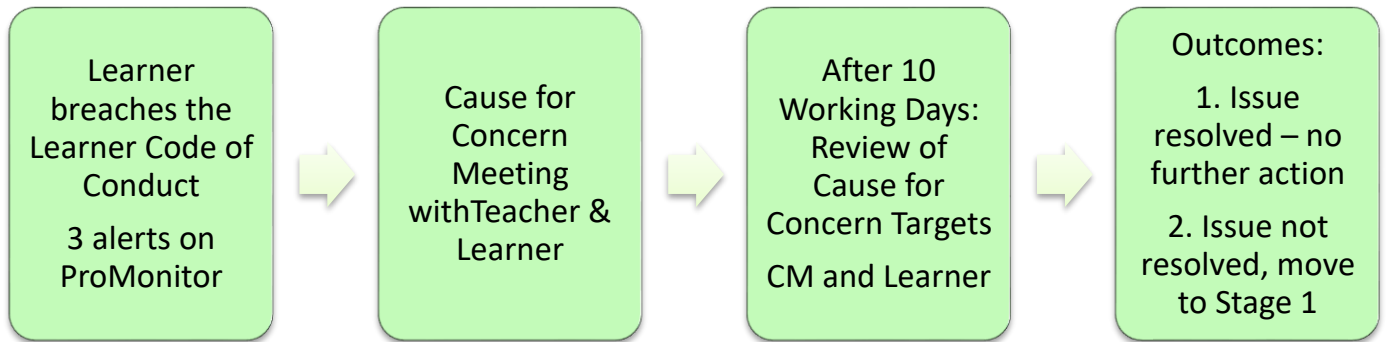 Learner
breaches the
Learner Code of
Conduct
3 alerts on
ProMonitor
Cause for
Concern
Meeting
withTeacher &
Learner
After 10
Working Days:
Review of
Cause for
Concern Targets
CM and Learner
Outcomes:
1. Issue
resolved – no
further action
2. Issue not
resolved, move
to Stage 1